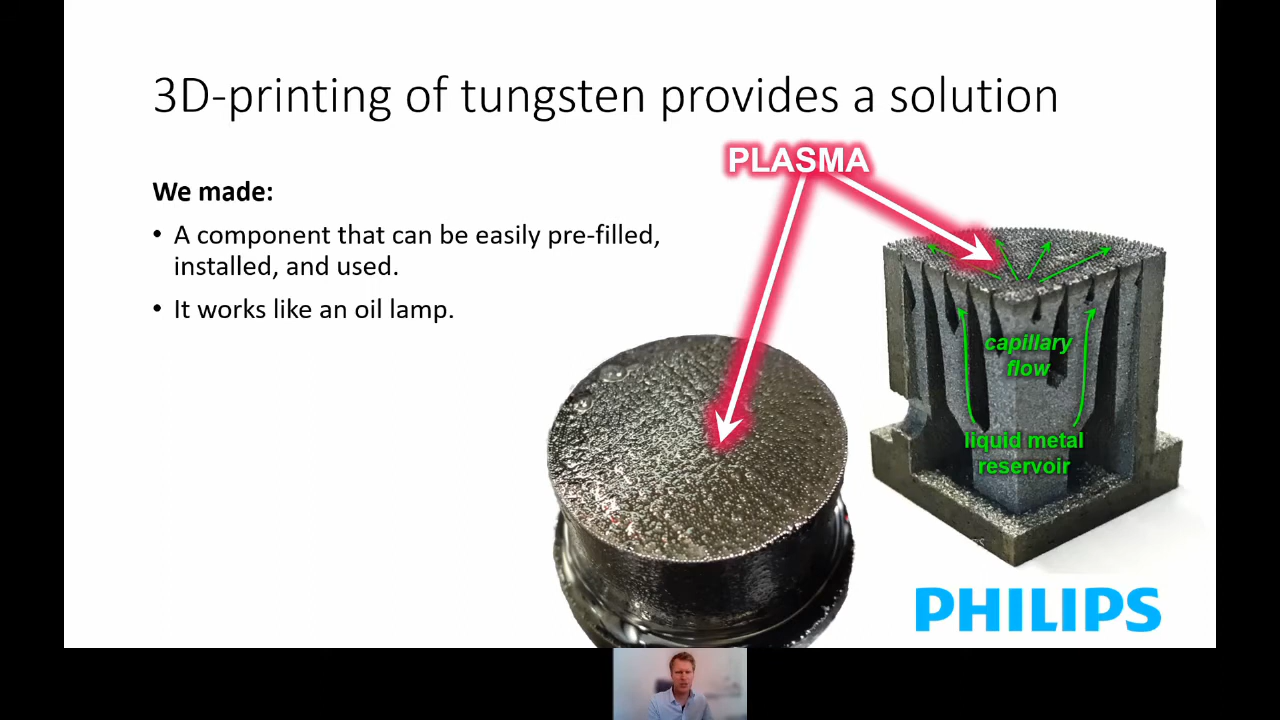 3D-printing of tungsten provides a solution
PLASMA
We made:
• A component that can be easily pre-filled,
installed, and used.
• It works like an oil lamp.
capillary
flow
liquid metal
reservoir
PHILIPS